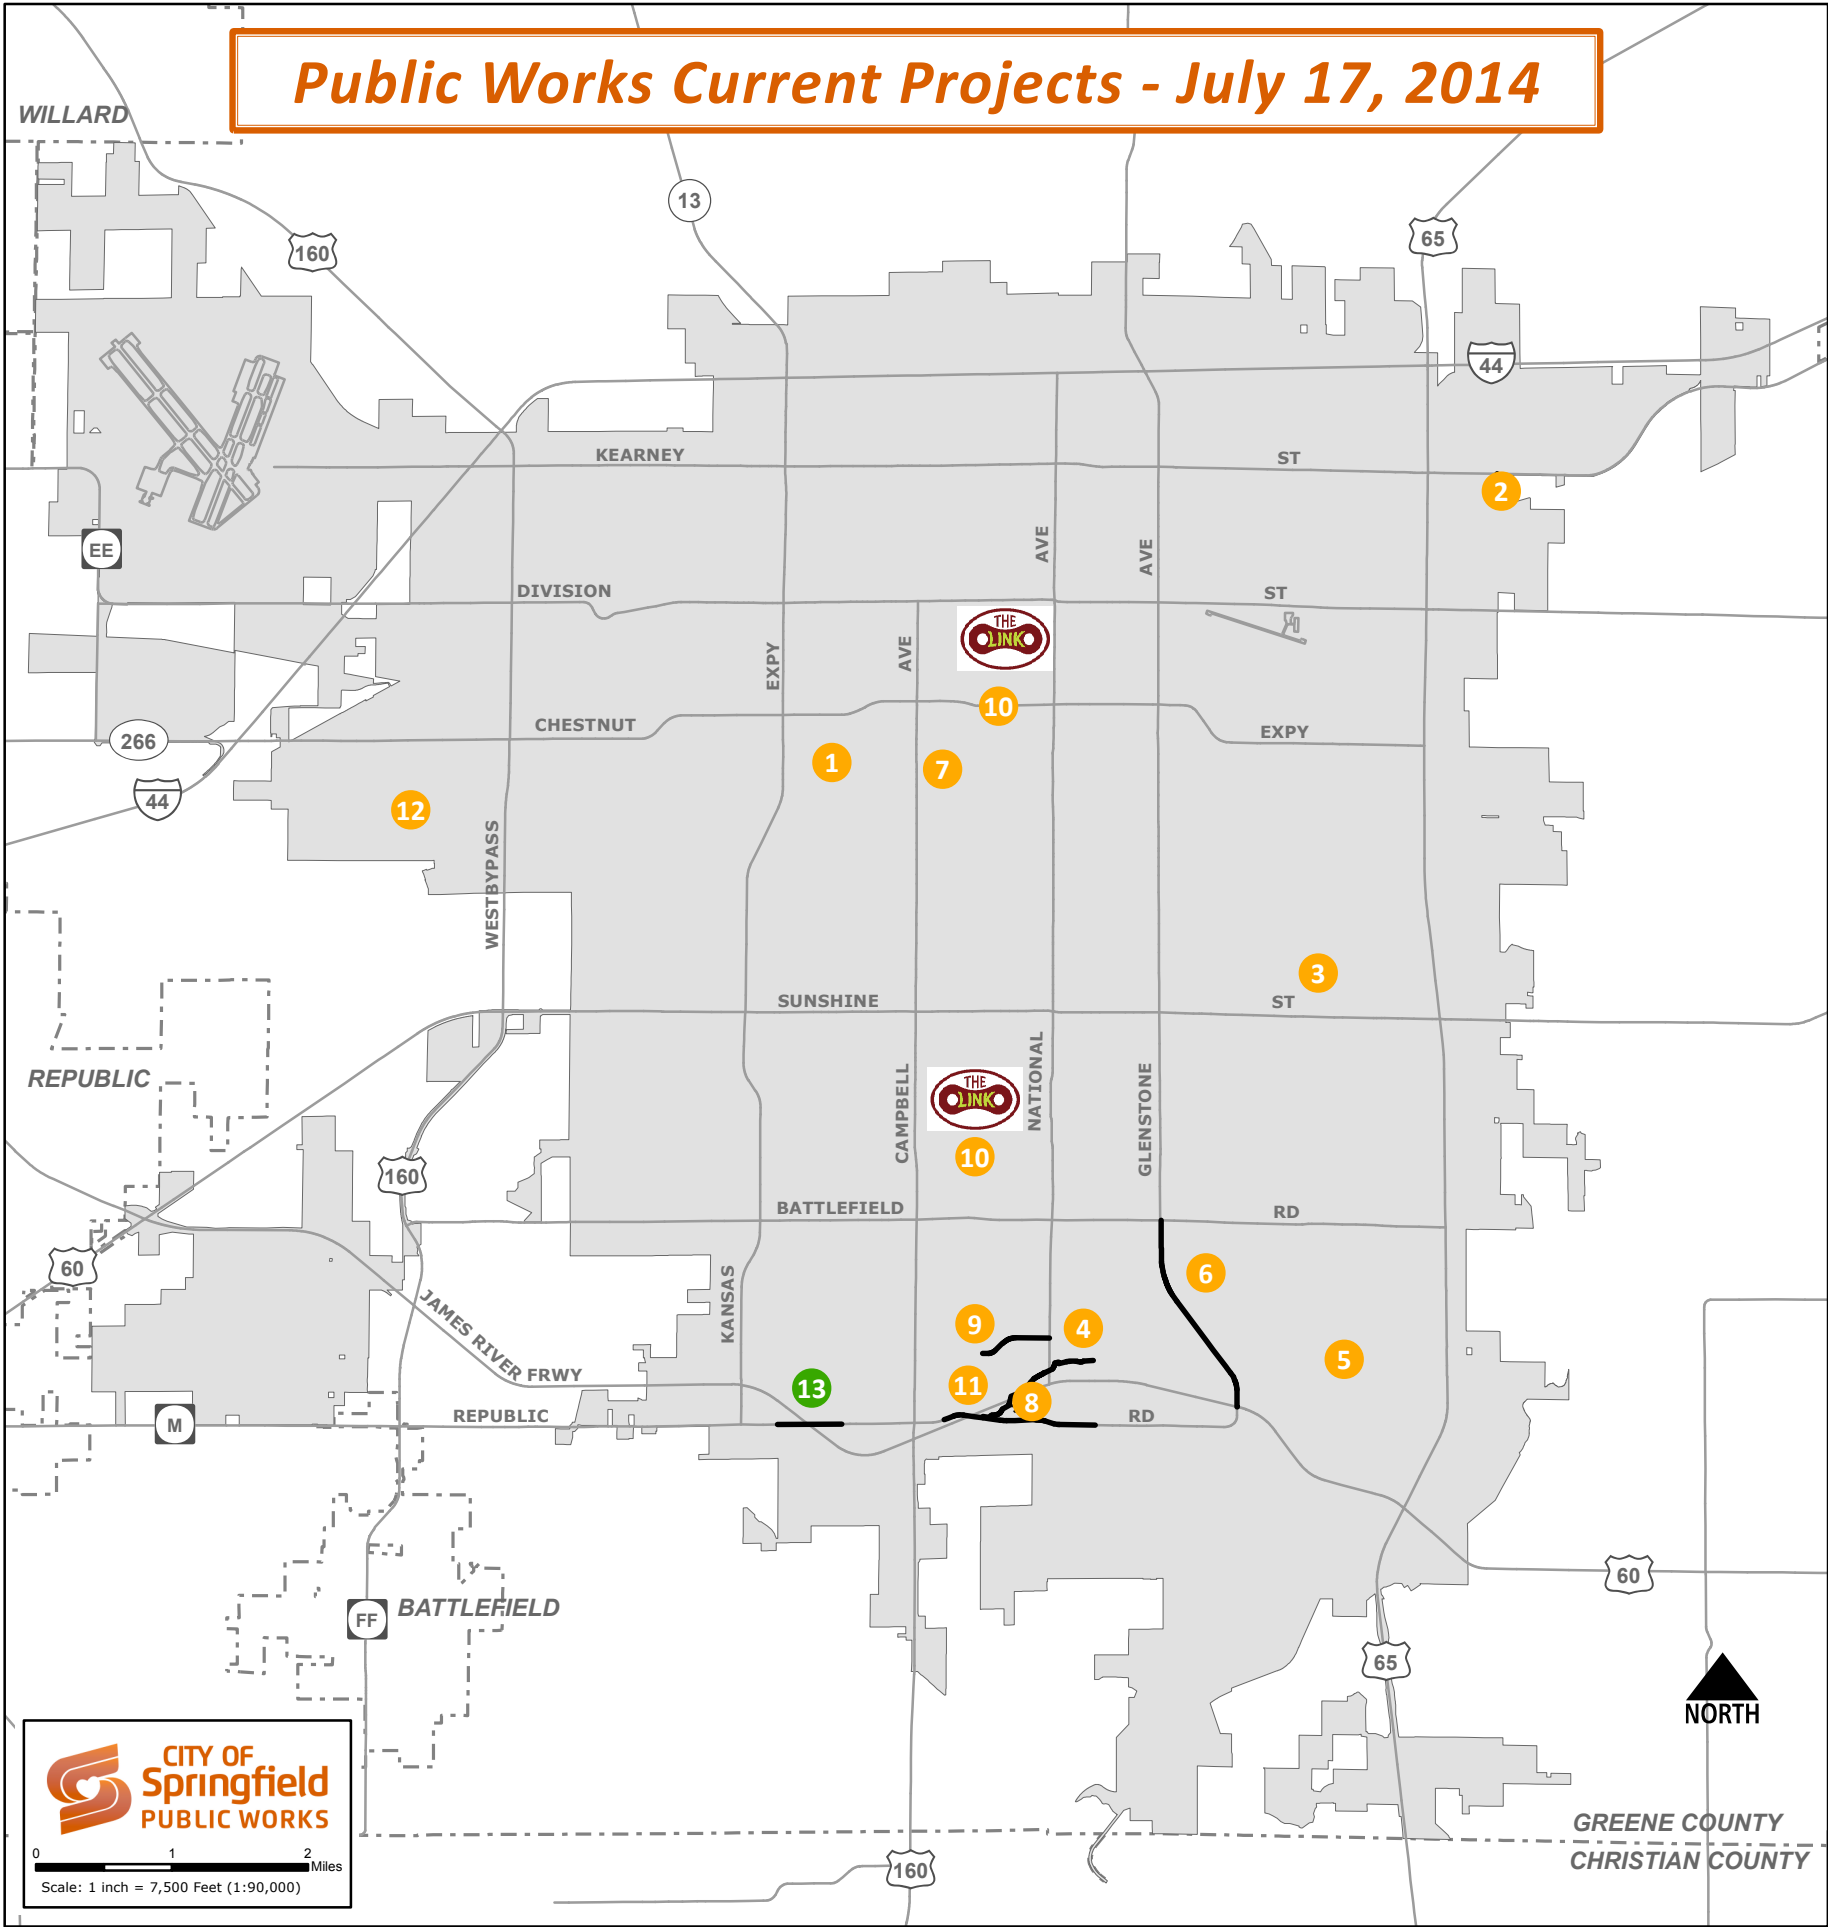 Public Works Current Projects - July 17, 2014
WILLARD
13
160
65
44
KEARNEY
ST
2
AVE
AVE
EE
DIVISION
ST
THE
LINK
EXPY
AVE
10
CHESTNUT
EXPY
266
1
7
44
12
WESTBYPASS
3
SUNSHINE
ST
REPUBLIC
CAMPBELL
THE
LINK
NATIONAL
GLENSTONE
10
160
BATTLEFIELD
RD
60
6
KANSAS
JAMES RIVER FRWY
9
4
5
13
11
8
M
REPUBLIC
RD
60
FF
BATTLEFIELD
65
NORTH
CITY OF
Springfield
PUBLIC WORKS
0 1 2
Miles
Scale: 1 inch = 7,500 Feet (1:90,000)
160
GREENE COUNTY
CHRISTIAN COUNTY